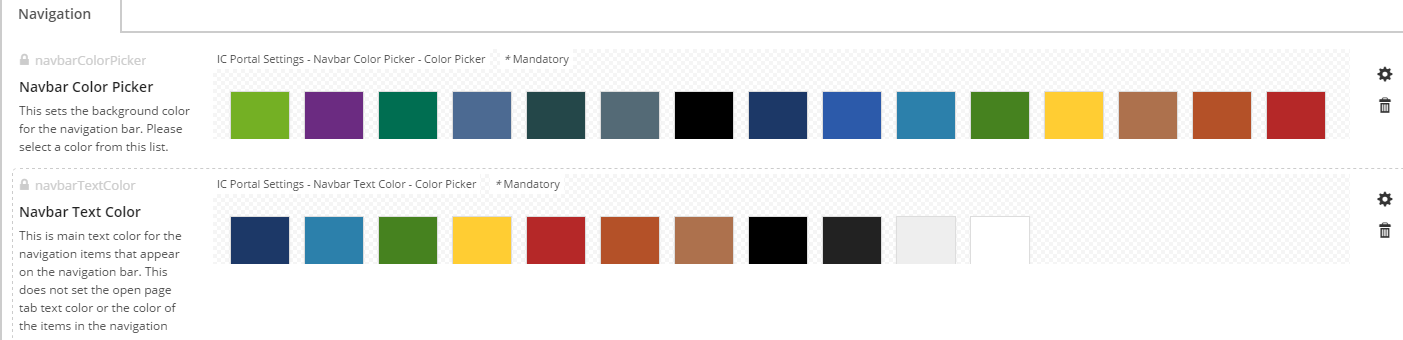 Navigation
navbarColorPicker
Navbar Color Picker
This sets the background color
for the navigation bar. Please
select a color from this list.
IC Portal Settings - Navbar Color Picker - Color Picker * Mandatory
navbarTextColor
Navbar Text Color
This is main text color for the
navigation items that appear
on the navigation bar. This
does not set the open page
tab text color or the color of
the items in the navigation
IC Portal Settings - Navbar Text Color - Color Picker * Mandatory